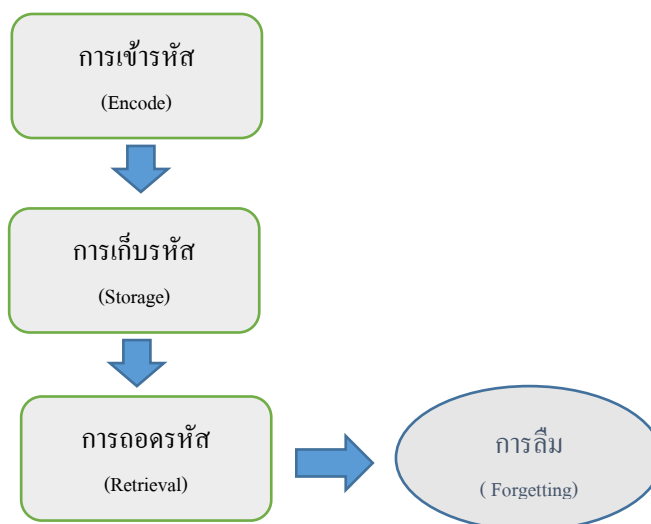 การเข้ารหัส
(Encode)
การเก็บรหัส
(Storage)
การถอดรหัส
(Retrieval)
การลืม
( Forgetting)